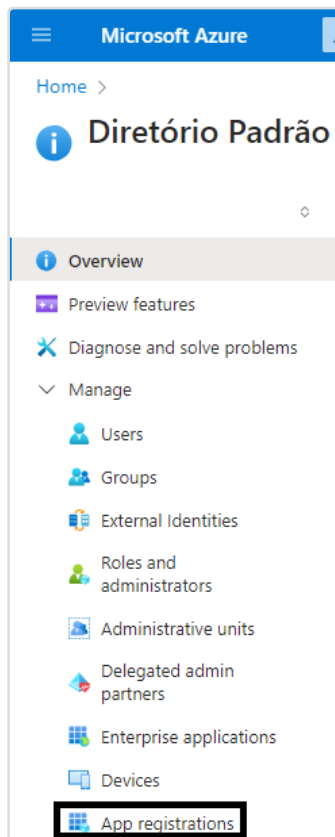 Microsoft Azure
Home >
Diretório Padrão
Overview
Preview features
Diagnose and solve problems
Manage
Users
Groups
External Identities
Roles and
administrators
Administrative units
Delegated admin
partners
Enterprise applications
Devices
App registrations